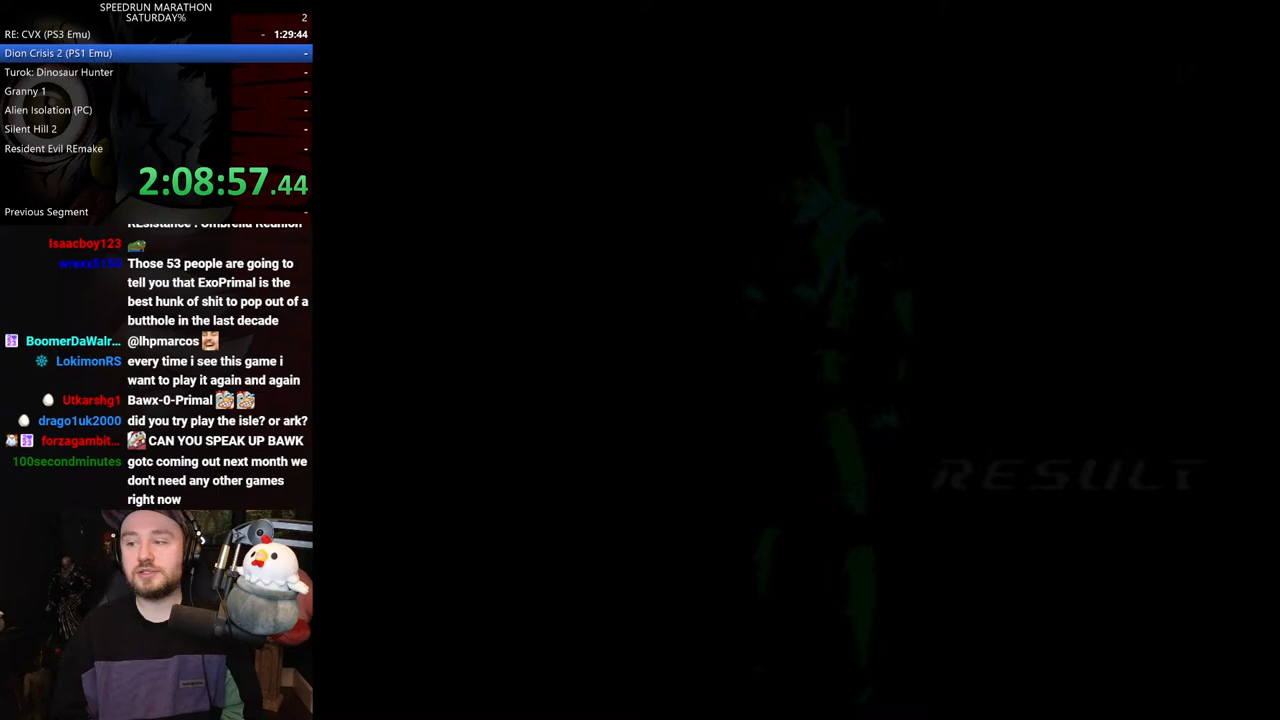 SPEEDRUN MARATHON
SATURDAY%
2
RE: CVX (PS3 Emu) - 1:29:44
Dion Crisis 2 (PS1 Emu) -
Turok: Dinosaur Hunter -
Granny 1 -
Alien Isolation (PC) -
Silent Hill 2 -
Resident Evil REmake -
2:08:57.44
Previous Segment -
REsistance : Umbrella Reunion
Isaacboy123
Those 53 people are going to
tell you that ExoPrimal is the
best hunk of shit to pop out of a
butthole in the last decade
BoomerDaWalr... @lhpmarcos
LokimonRS every time i see this game i
want to play it again and again
Utkarshg1 Bawx-0-Primal
drago1uk2000 did you try play the isle? or ark?
forzagambit... CAN YOU SPEAK UP BAWK
100secondminutes gotc coming out next month we
don't need any other games
right now
RESULT